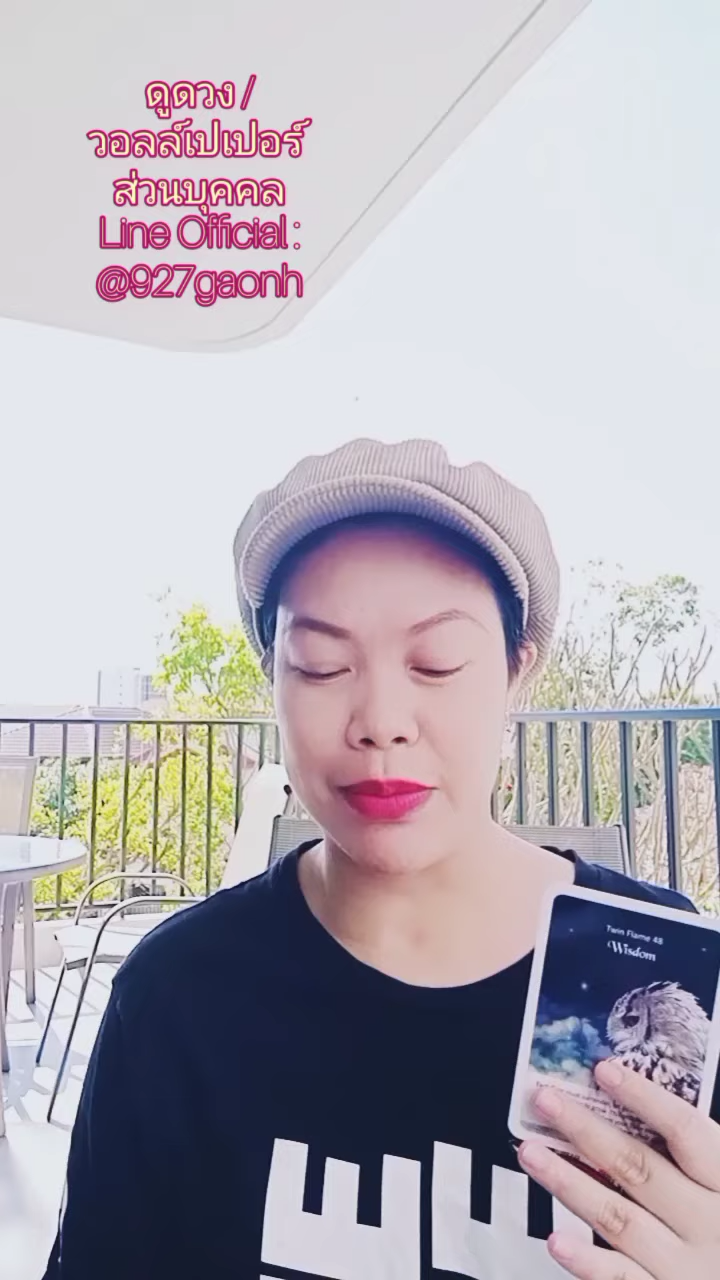 ดูดวง /
วอลล์เปเปอร์
ส่วนบุคคล
Line Official :
@927gaonh
Twin Flame 48
Wisdom